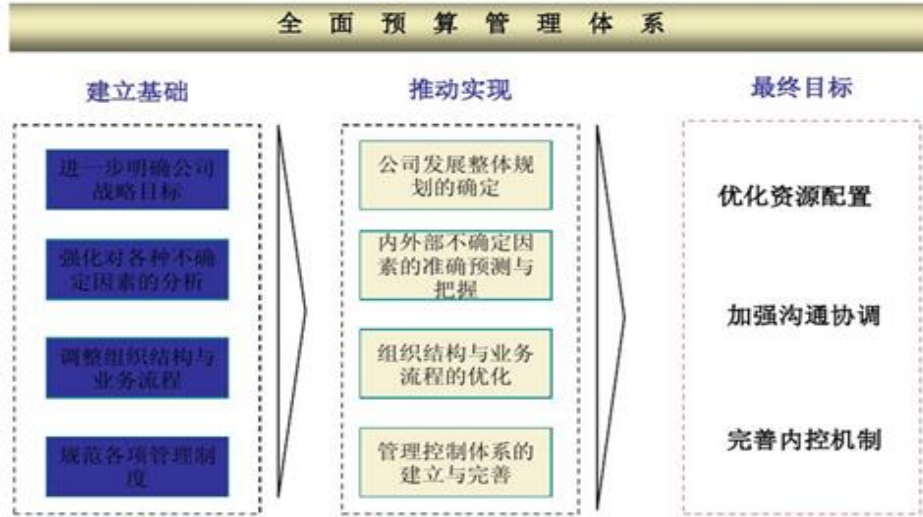 全面预算管理体系
建立基础
进一步明确公司
战略目标
强化对各种不确
定因素的分析
调整组织结构与
业务流程
规范各项管理制
度
推动实现
公司发展整体规
划的确定
内外部不确定因
素的准确预测与
把握
组织结构与业务
流程的优化
管理控制体系的
建立与完善
最终目标
优化资源配置
加强沟通协调
完善内控机制